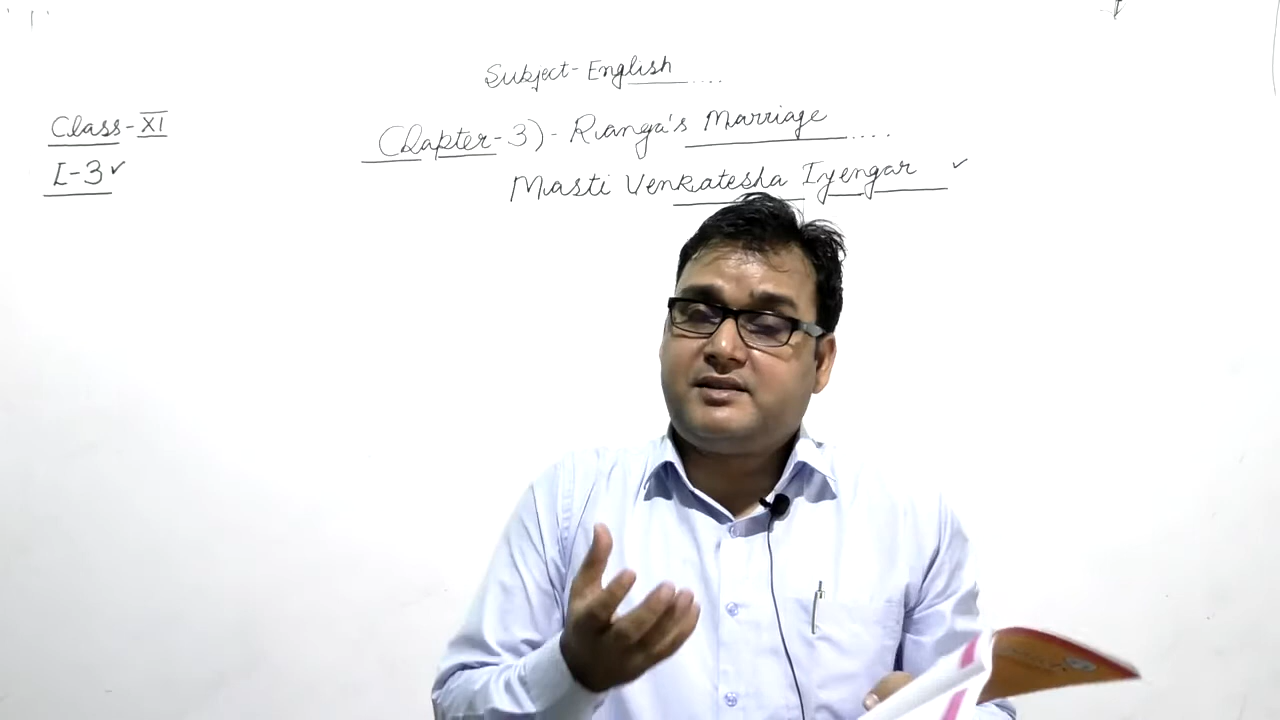 Subject- English ....
Class- XI
Chapter-3)- Ranga's Marriage ....
L-3 ✓
Masti Venkatesha Iyengar ✓